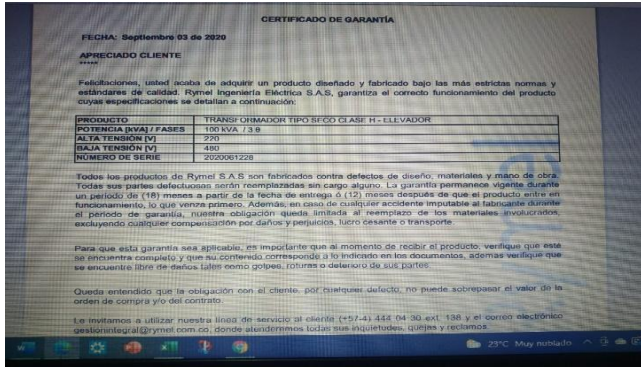 CERTIFICADO DE GARANTÍA
FECHA: Septiembre 03 de 2020
APRECIADO CLIENTE
*****
Felicitaciones, usted acaba de adquirir un producto diseñado y fabricado bajo las más estrictas normas y
estándares de calidad. Rymel Ingeniería Eléctrica S.A.S, garantiza el correcto funcionamiento del producto
cuyas especificaciones se detallan a continuación:
PRODUCTO TRANSFORMADOR TIPO SECO CLASE H - ELEVADOR
POTENCIA [kVA] / FASES 100 kVA / 3 θ
ALTA TENSIÓN [V] 220
BAJA TENSIÓN [V] 480
NÚMERO DE SERIE 2020061228
Todos los productos de Rymel S.A.S son fabricados contra defectos de diseño, materiales y mano de obra.
Todas sus partes defectuosas serán reemplazadas sin cargo alguno. La garantía permanece vigente durante
un periodo de (18) meses a partir de la fecha de entrega ó (12) meses después de que el producto entre en
funcionamiento, lo que venza primero. Además, en caso de cualquier accidente imputable al fabricante durante
el periodo de garantía, nuestra obligación queda limitada al reemplazo de los materiales involucrados,
excluyendo cualquier compensación por daños y perjuicios, lucro cesante o transporte.
Para que esta garantía sea aplicable, es importante que al momento de recibir el producto, verifique que este
se encuentra completo y que su contenido corresponde a lo indicado en los documentos, ademas verifique que
se encuentre libre de daños tales como golpes, roturas o deterioro de sus partes.
Queda entendido que la obligación con el cliente, por cualquier defecto, no puede sobrepasar el valor de la
orden de compra y/o del contrato.
Le invitamos a utilizar nuestra línea de servicio al cliente (+57-4) 444 04 30 ext. 138 y el correo electrónico
gestionintegral@rymel.com.co, donde atenderemos todas sus inquietudes, quejas y reclamos.
23°C Muy nublado